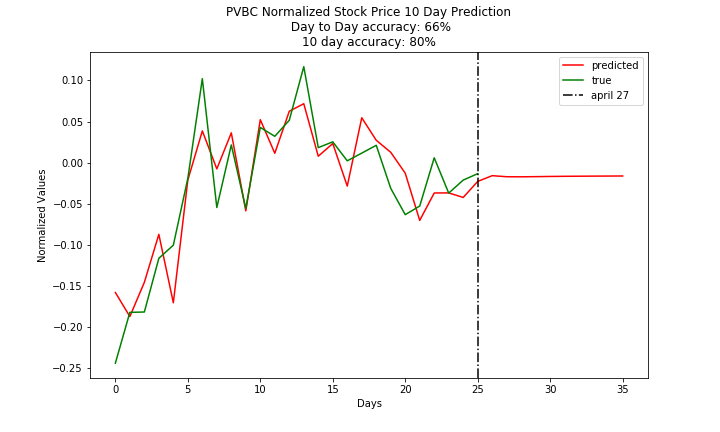 PVBC Normalized Stock Price 10 Day Prediction
Day to Day accuracy: 66%
10 day accuracy: 80%
predicted
true
april 27
Normalized Values
0.10
0.05
0.00
−0.05
−0.10
−0.15
−0.20
−0.25
0 5 10 15 20 25 30 35
Days